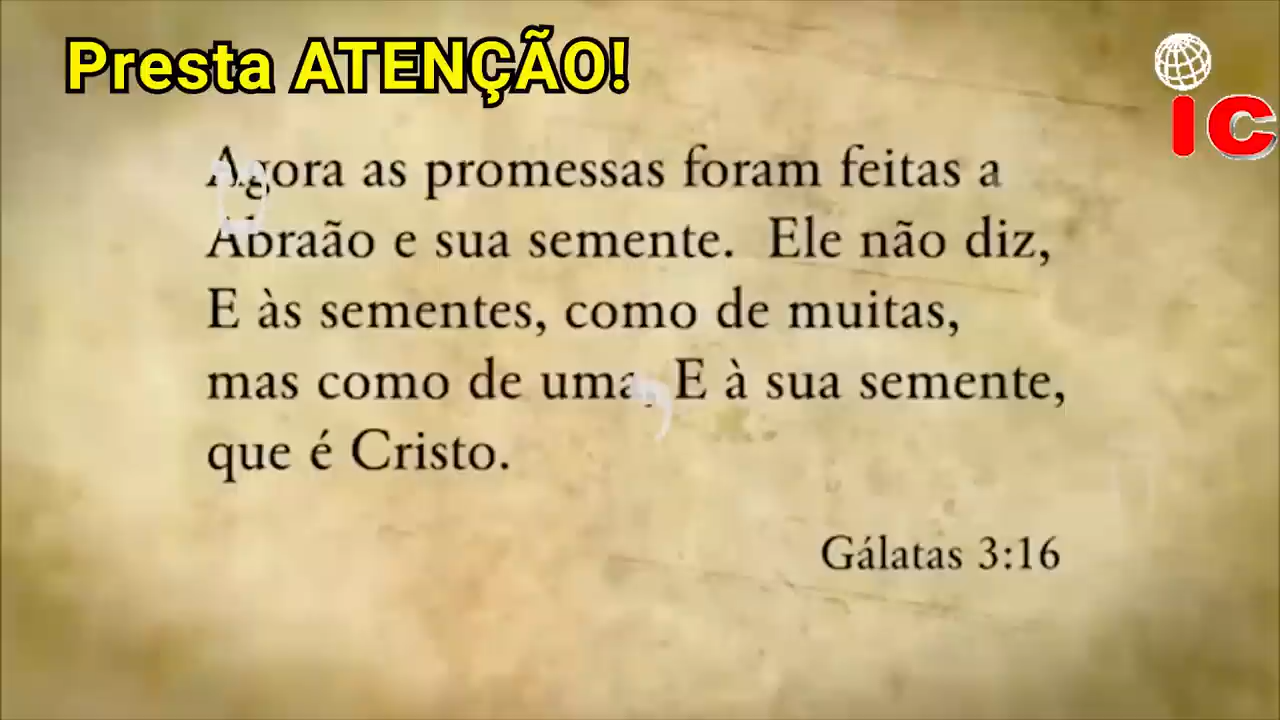 Presta ATENÇÃO!
IC
Agora as promessas foram feitas a
Abraão e sua semente. Ele não diz,
E às sementes, como de muitas,
mas como de uma, E à sua semente,
que é Cristo.
Gálatas 3:16